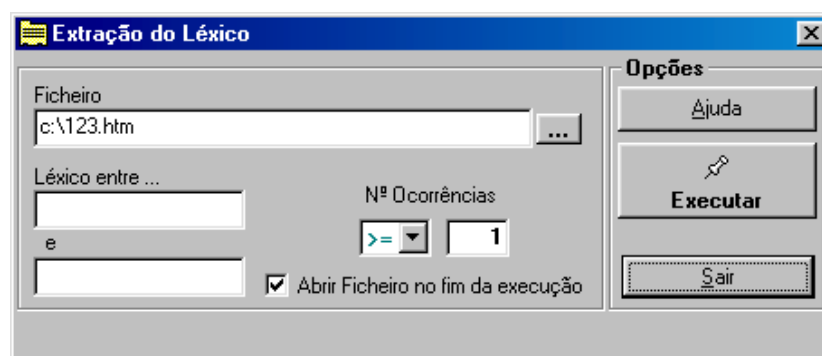 Extração do Léxico
Ficheiro
c:\123.htm
...
Léxico entre ...
e
Nº Ocorrências
>= 1
Abrir Ficheiro no fim da execução
Opções
Ajuda
Executar
Sair